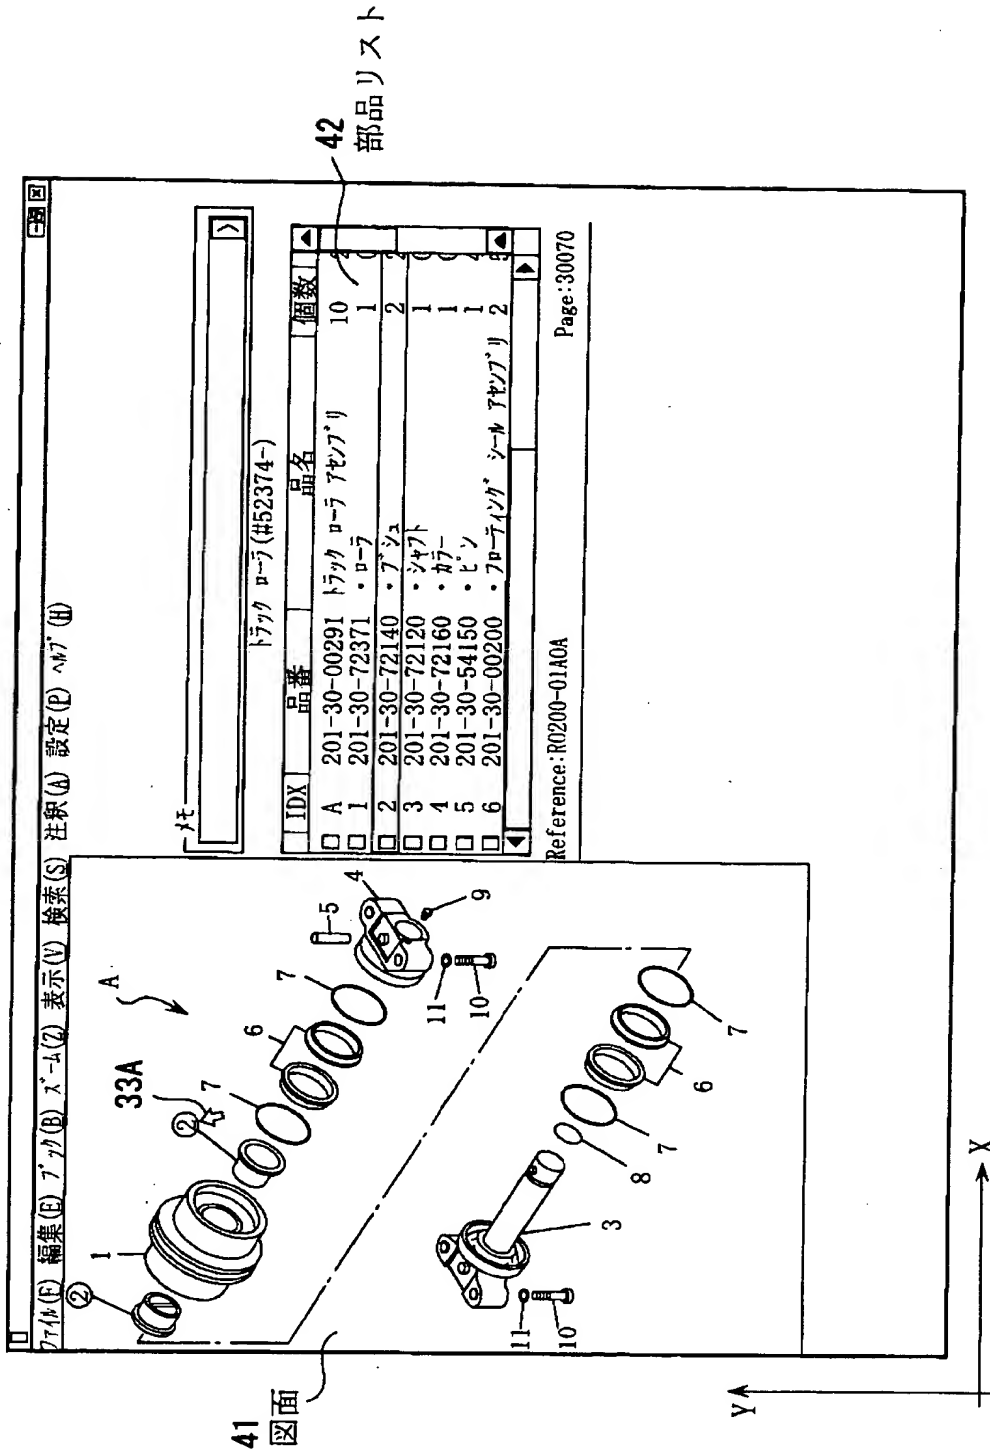 ファイル(F) 編集(E) ブック(B) ズーム(Z) 表示(V) 検索(S) 注釈(A) 設定(P) ヘルプ(H)
メモ
トラック ローラ(#52374-)
IDX 品番 品名 個数
A 201-30-00291 トラック ローラ アセンブリ 10
1 201-30-72371 ・ローラ 1
2 201-30-72140 ・ブシュ 2
3 201-30-72120 ・シャフト 1
4 201-30-72160 ・カラー 1
5 201-30-54150 ・ピン 1
6 201-30-00200 ・フローティング シール アセンブリ 2
Reference:R0200-01A0A Page:30070
42
部品リスト
41
図面
33A
A
2
1
2
7
6
7
5
4
9
11
10
3
8
7
6
7
11
10
Y
X